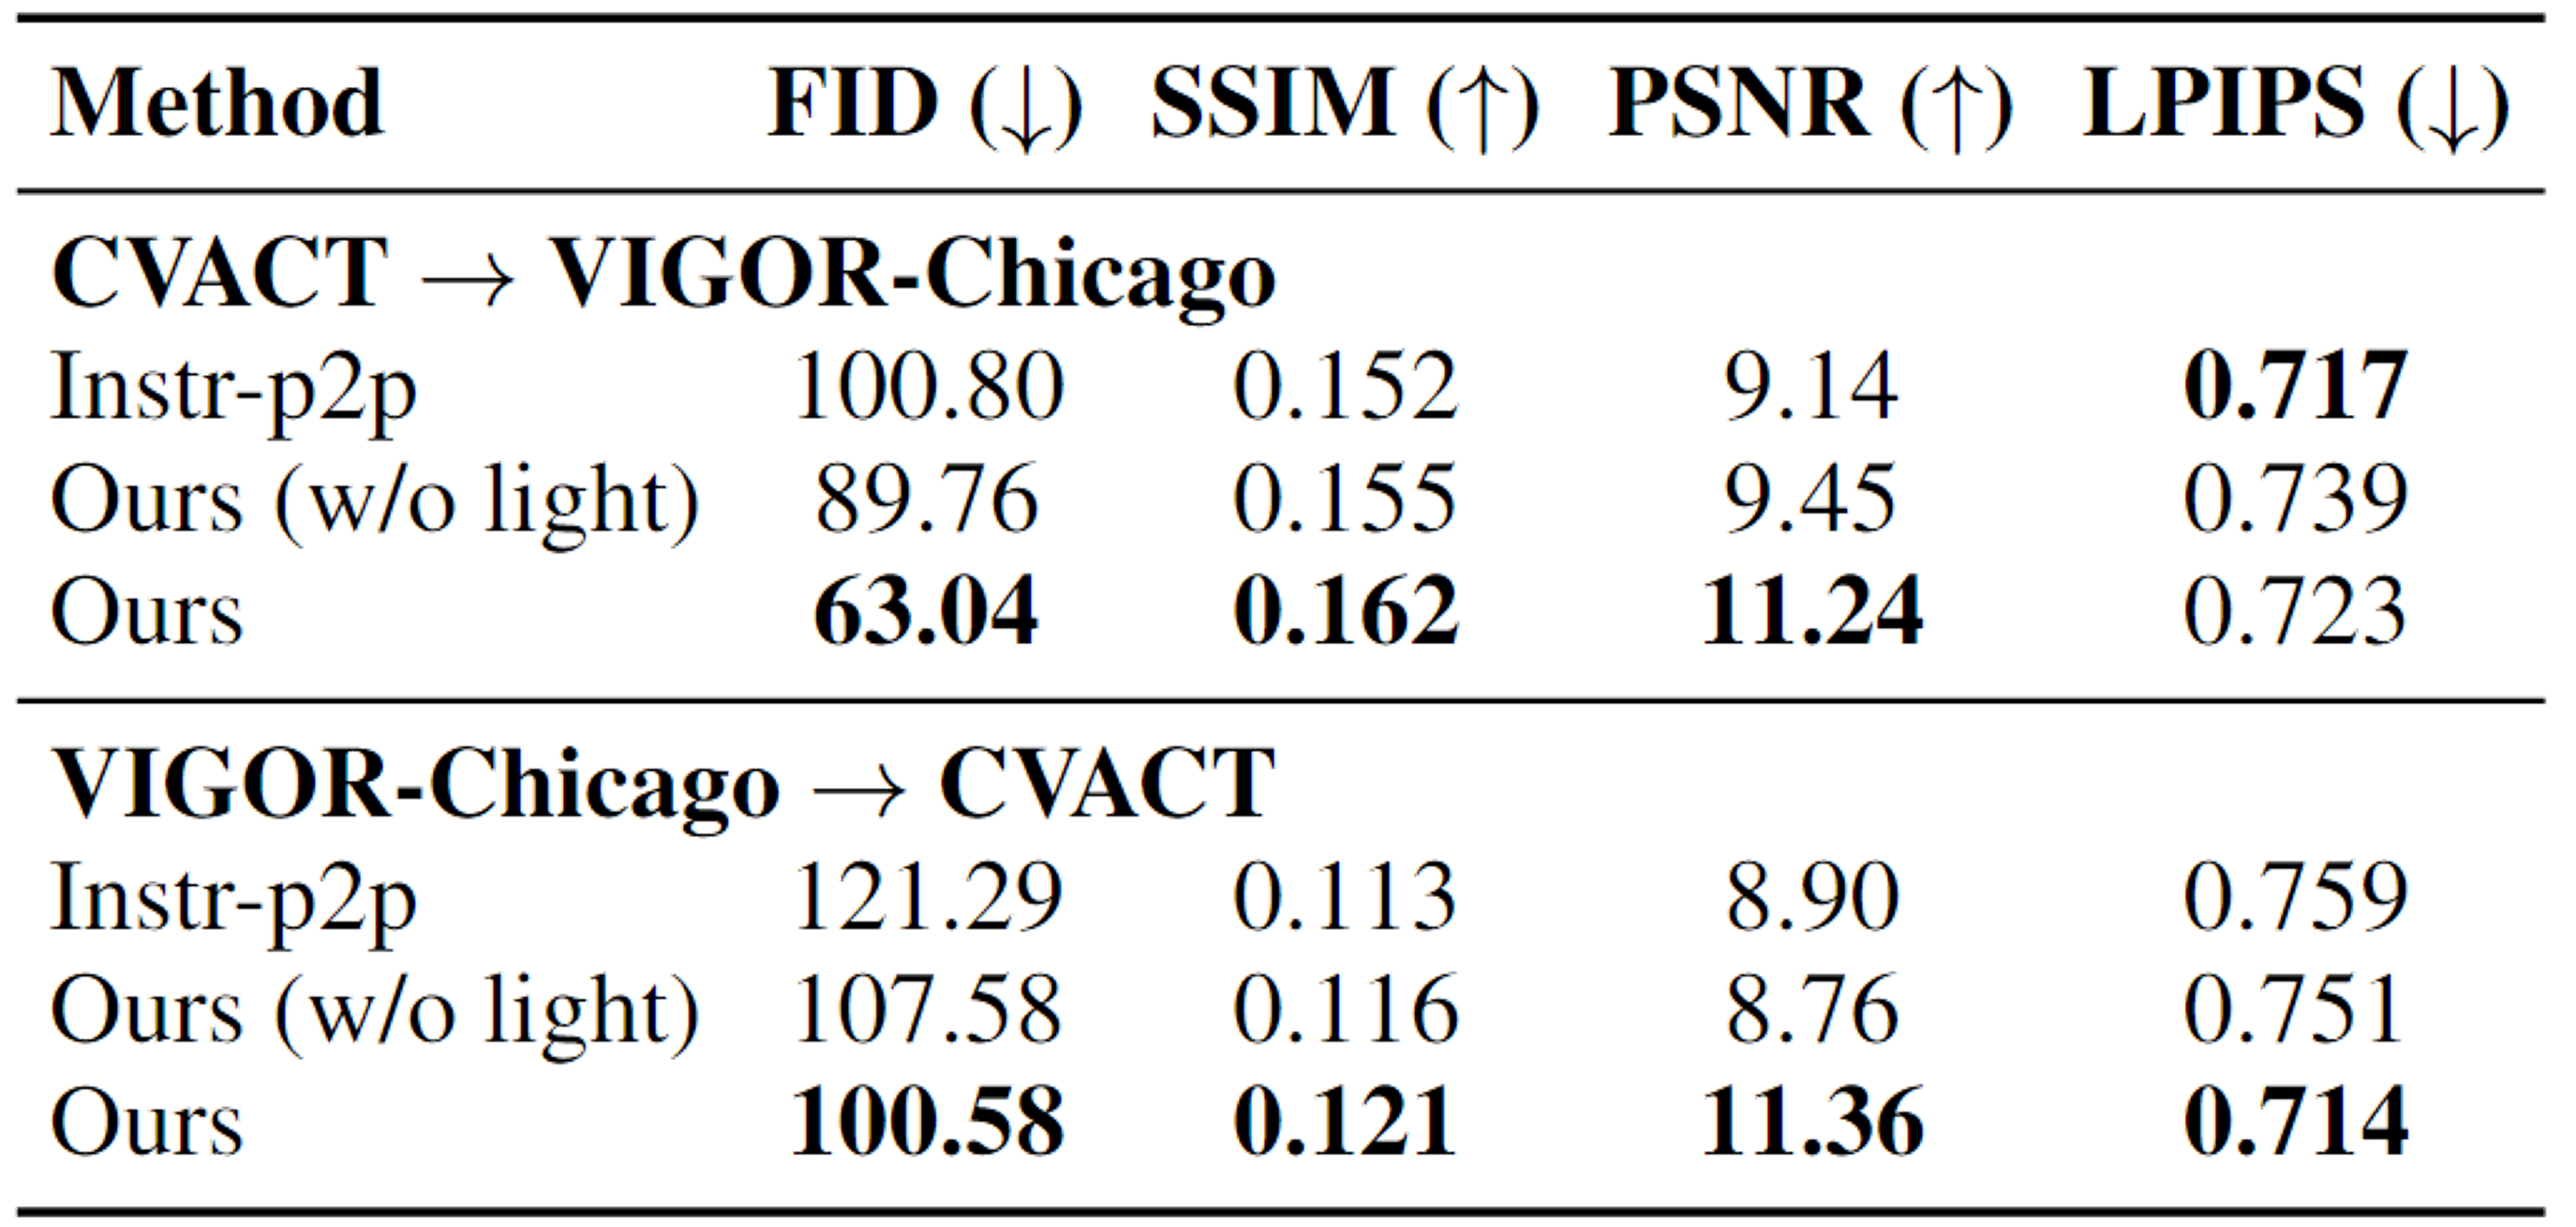 Method FID (↓) SSIM (↑) PSNR (↑) LPIPS (↓)
CVACT → VIGOR-Chicago
Instr-p2p 100.80 0.152 9.14 0.717
Ours (w/o light) 89.76 0.155 9.45 0.739
Ours 63.04 0.162 11.24 0.723
VIGOR-Chicago → CVACT
Instr-p2p 121.29 0.113 8.90 0.759
Ours (w/o light) 107.58 0.116 8.76 0.751
Ours 100.58 0.121 11.36 0.714